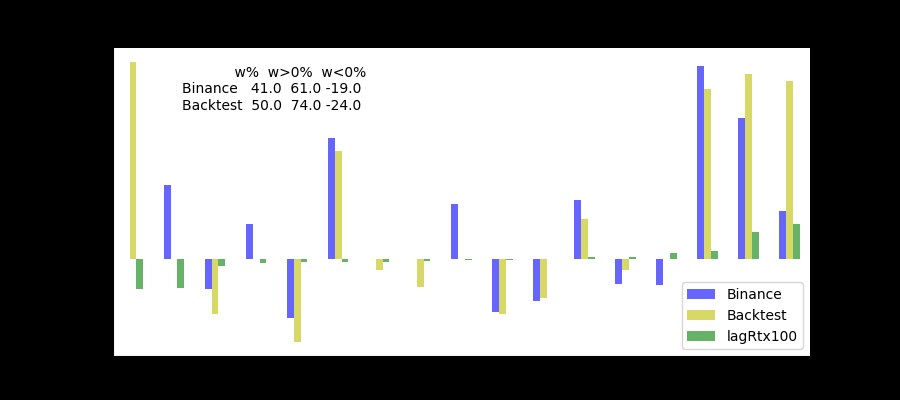 w% w>0% w<0%
Binance 41.0 61.0 -19.0
Backtest 50.0 74.0 -24.0
Binance
Backtest
lagRtx100